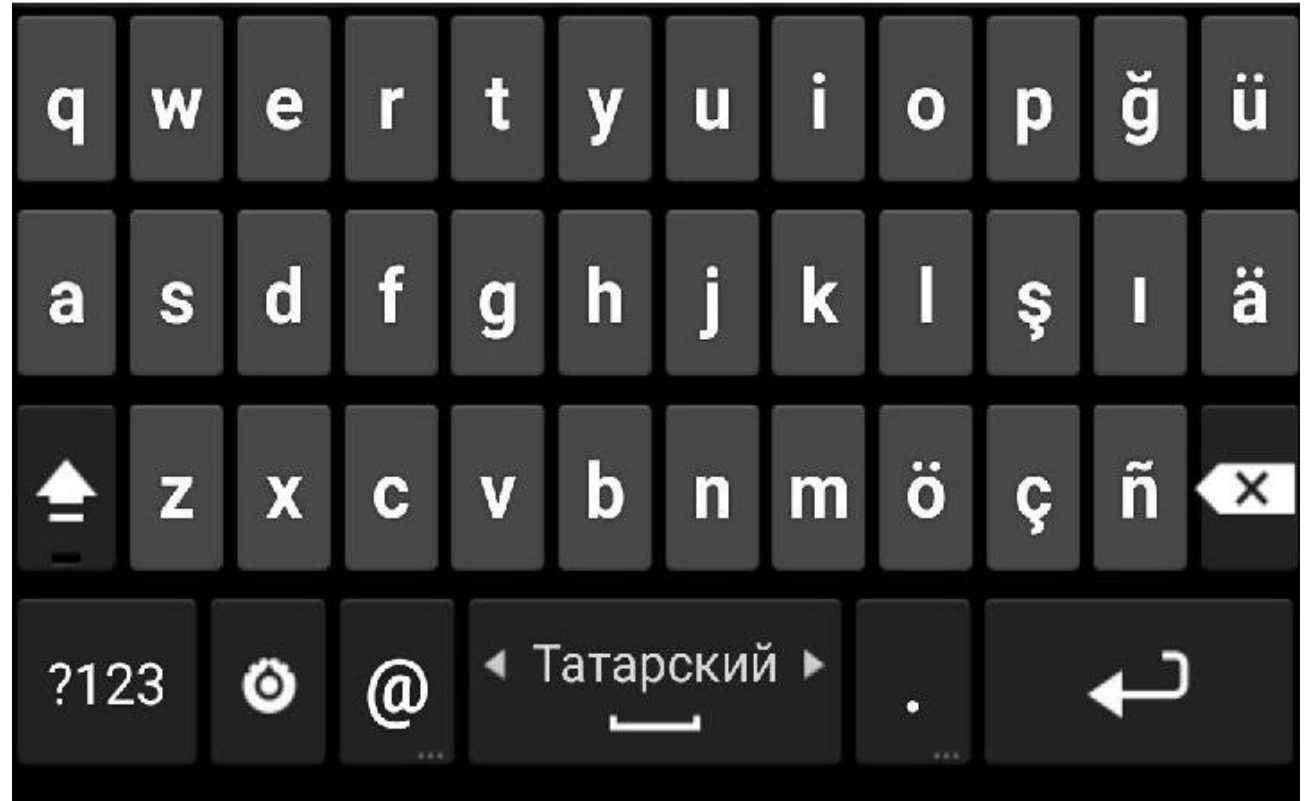 q w e r t y u i o p ğ ü
a s d f g h j k l ş ı ä
z x c v b n m ö ç ñ
?123 @ Татарский .